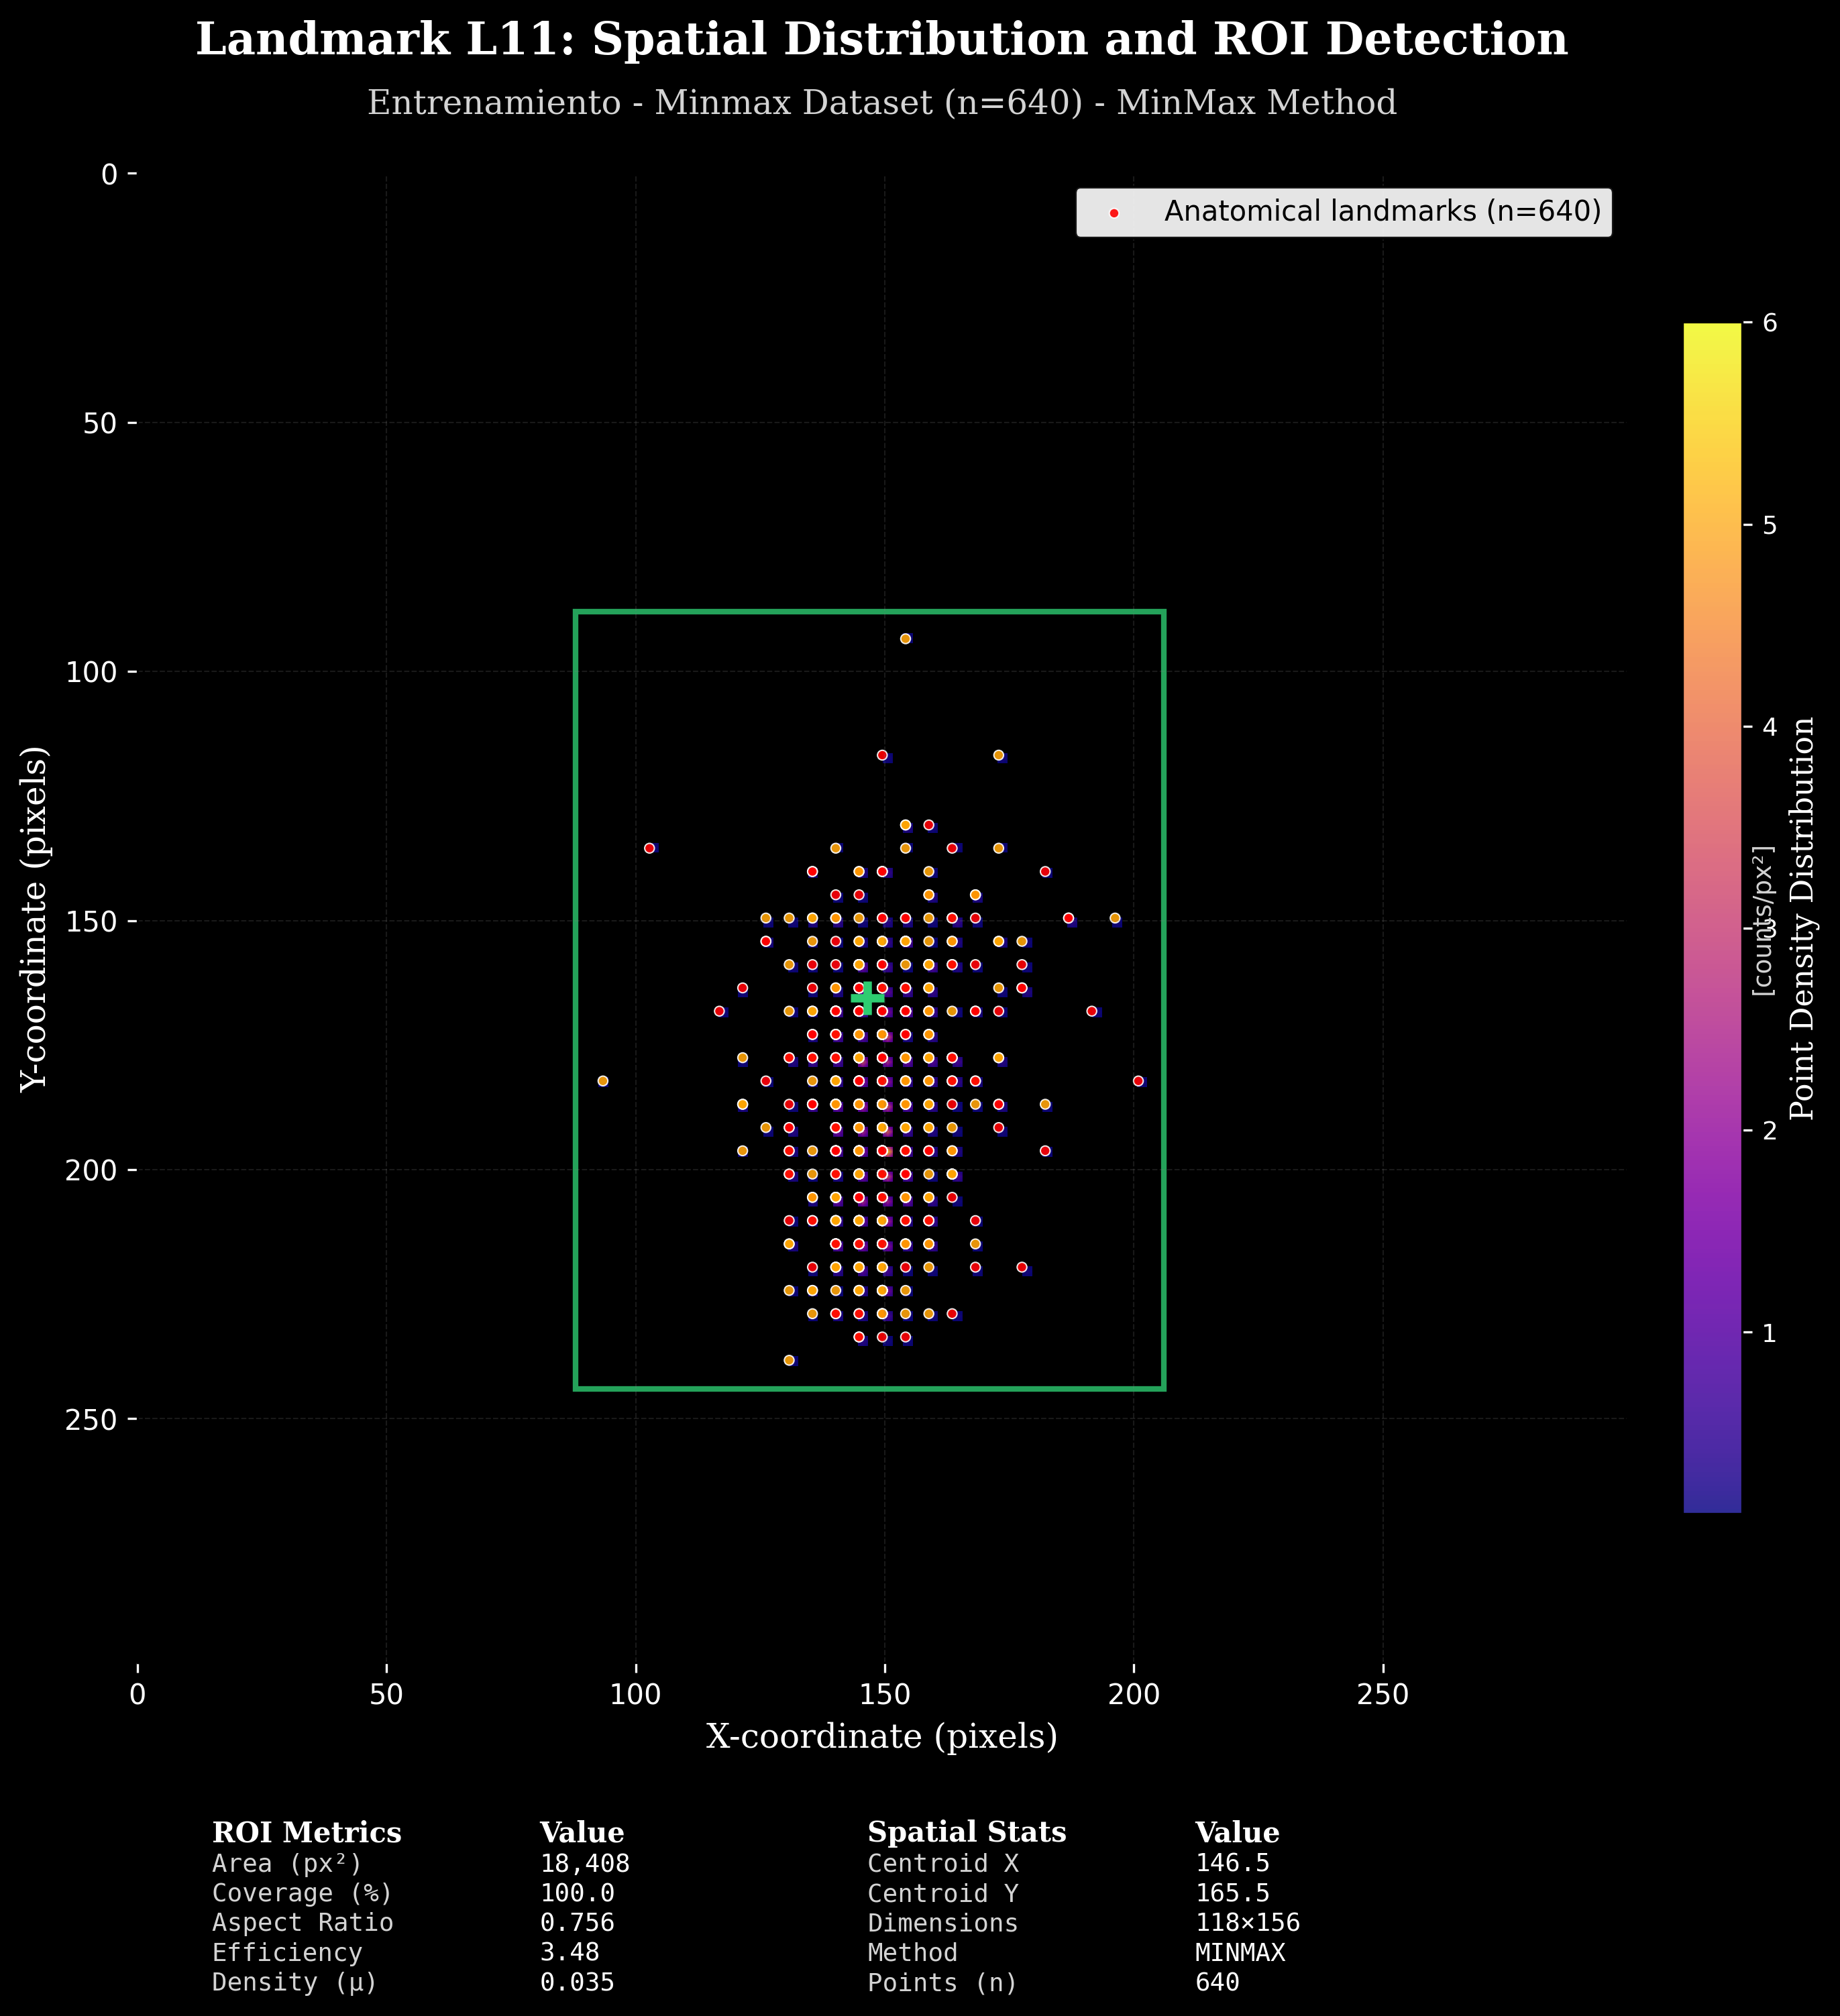 Landmark L11: Spatial Distribution and ROI Detection
Entrenamiento - Minmax Dataset (n=640) - MinMax Method
Anatomical landmarks (n=640)
0
50
100
150
200
250
Y-coordinate (pixels)
0 50 100 150 200 250
X-coordinate (pixels)
6
5
4
3
2
1
[counts/px²]
Point Density Distribution
ROI Metrics Value Spatial Stats Value
Area (px²) 18,408 Centroid X 146.5
Coverage (%) 100.0 Centroid Y 165.5
Aspect Ratio 0.756 Dimensions 118×156
Efficiency 3.48 Method MINMAX
Density (μ) 0.035 Points (n) 640